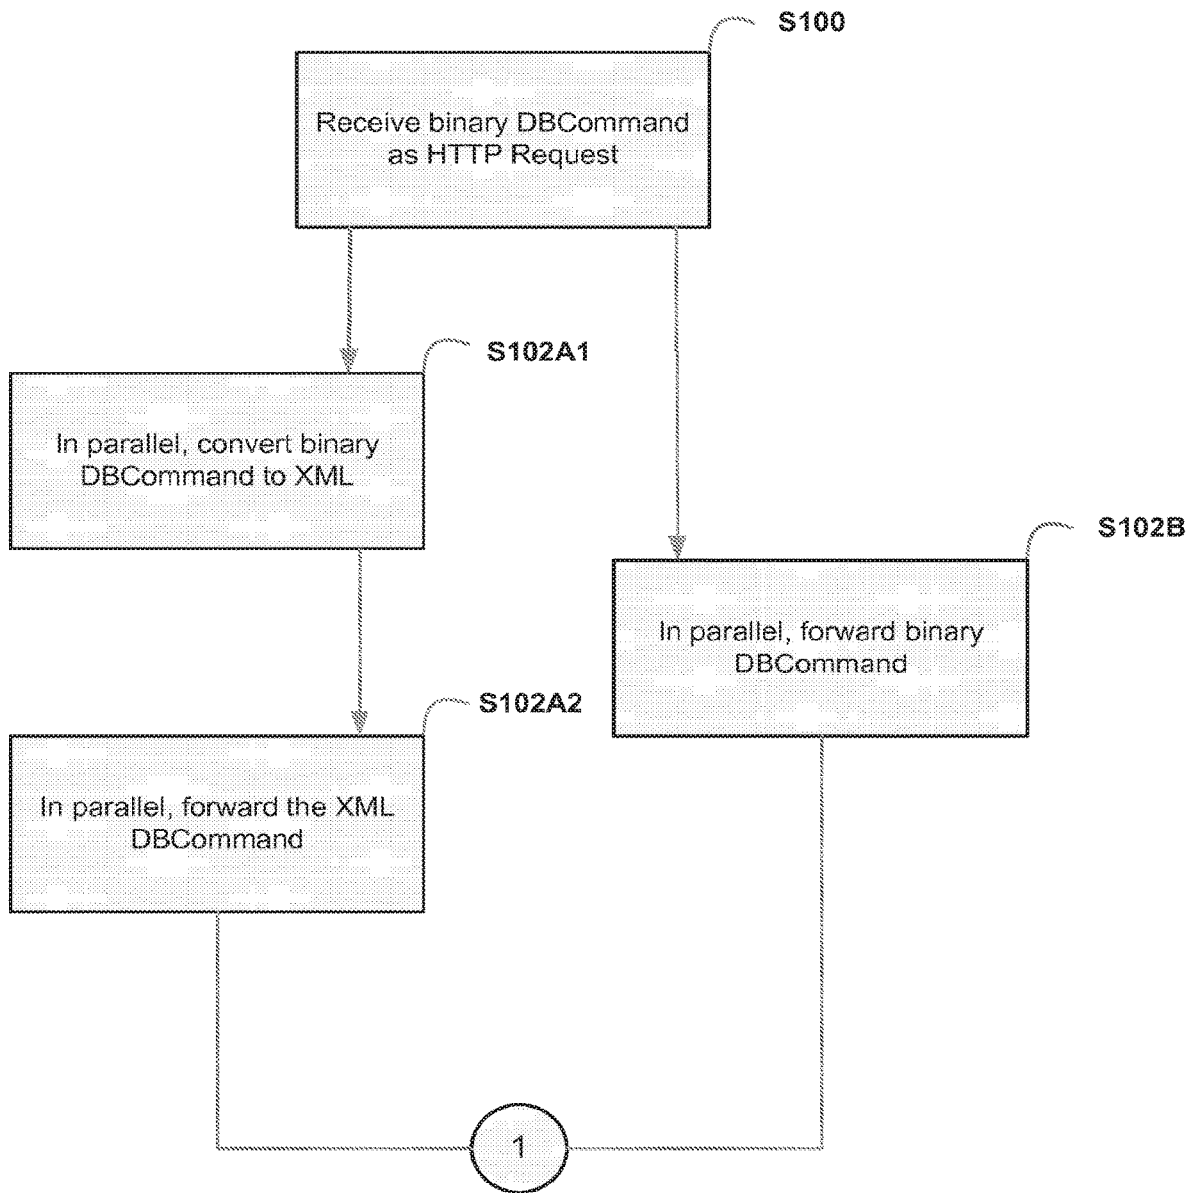 S100
Receive binary DBCommand
as HTTP Request
S102A1
In parallel, convert binary
DBCommand to XML
S102B
In parallel, forward binary
DBCommand
S102A2
In parallel, forward the XML
DBCommand
1